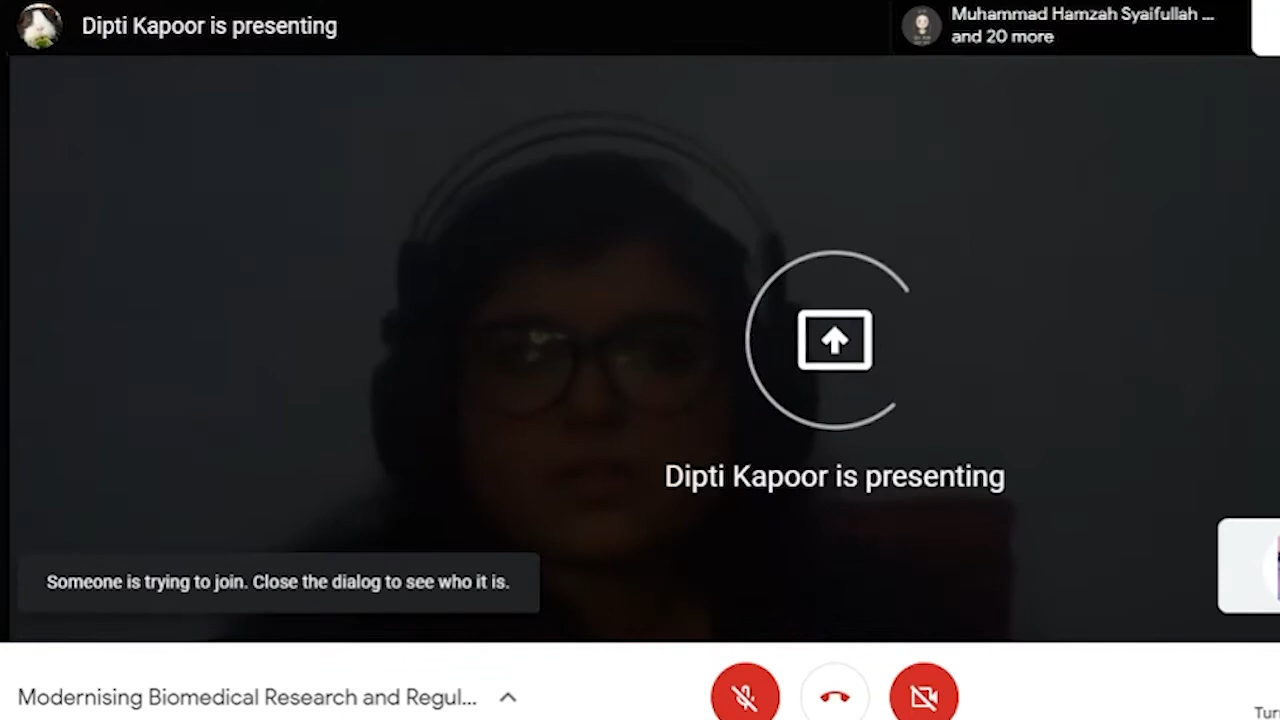 Dipti Kapoor is presenting
Muhammad Hamzah Syaifullah ...
and 20 more
Dipti Kapoor is presenting
Someone is trying to join. Close the dialog to see who it is.
Modernising Biomedical Research and Regul...